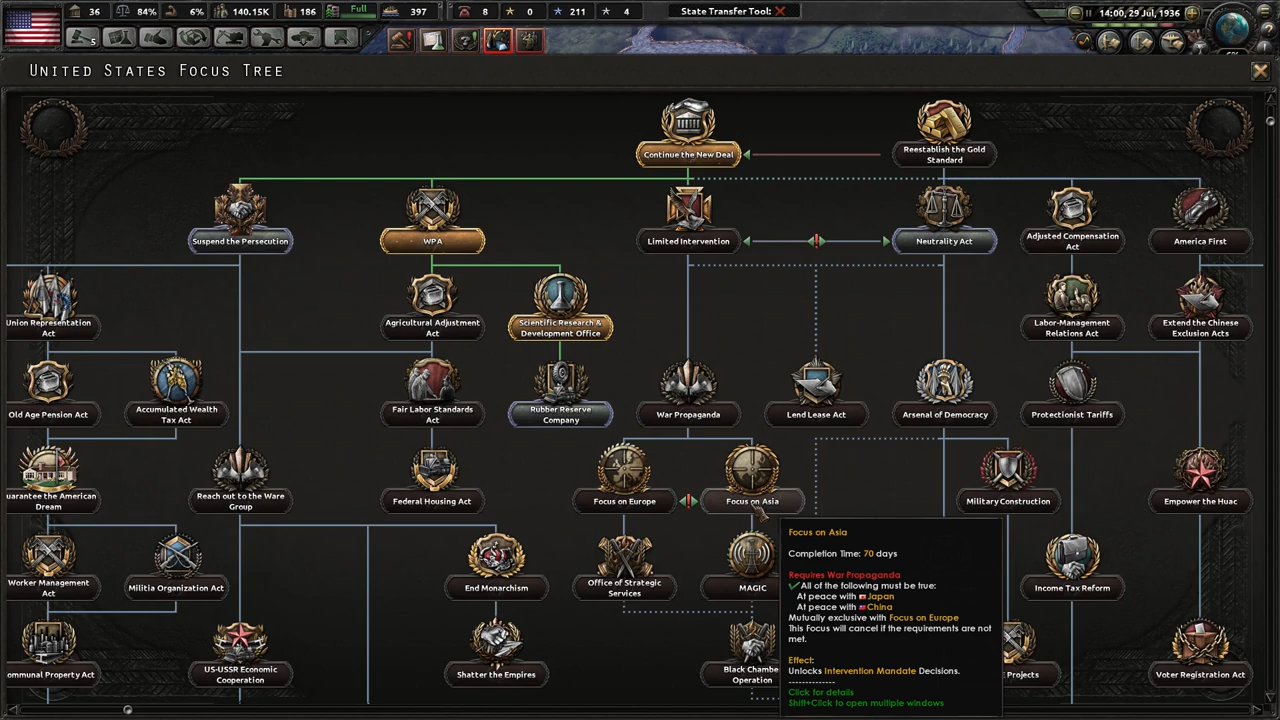 36
84%
6%
140.15K
186
Full
397
8
0
211
4
State Transfer Tool:
14:00, 29 Jul, 1936
5
United States Focus Tree
Continue the New Deal
Reestablish the Gold
Standard
Suspend the Persecution
WPA
Limited Intervention
Neutrality Act
Adjusted Compensation
Act
America First
Union Representation
Act
Agricultural Adjustment
Act
Scientific Research &
Development Office
Labor-Management
Relations Act
Extend the Chinese
Exclusion Acts
Old Age Pension Act
Accumulated Wealth
Tax Act
Fair Labor Standards
Act
Rubber Reserve
Company
War Propaganda
Lend Lease Act
Arsenal of Democracy
Protectionist Tariffs
uarantee the American
Dream
Reach out to the Ware
Group
Federal Housing Act
Focus on Europe
Focus on Asia
Military Construction
Empower the Huac
Worker Management
Act
Militia Organization Act
End Monarchism
Office of Strategic
Services
MAGIC
Income Tax Reform
ommunal Property Act
US-USSR Economic
Cooperation
Shatter the Empires
Black Chambe
Operation
Projects
Voter Registration Act
Focus on Asia
Completion Time: 70 days
Requires War Propaganda
All of the following must be true:
At peace with Japan
At peace with China
Mutually exclusive with Focus on Europe
This Focus will cancel if the requirements are not
met.
Effect:
Unlocks Intervention Mandate Decisions.
--------------
Click for details
Shift+Click to open multiple windows